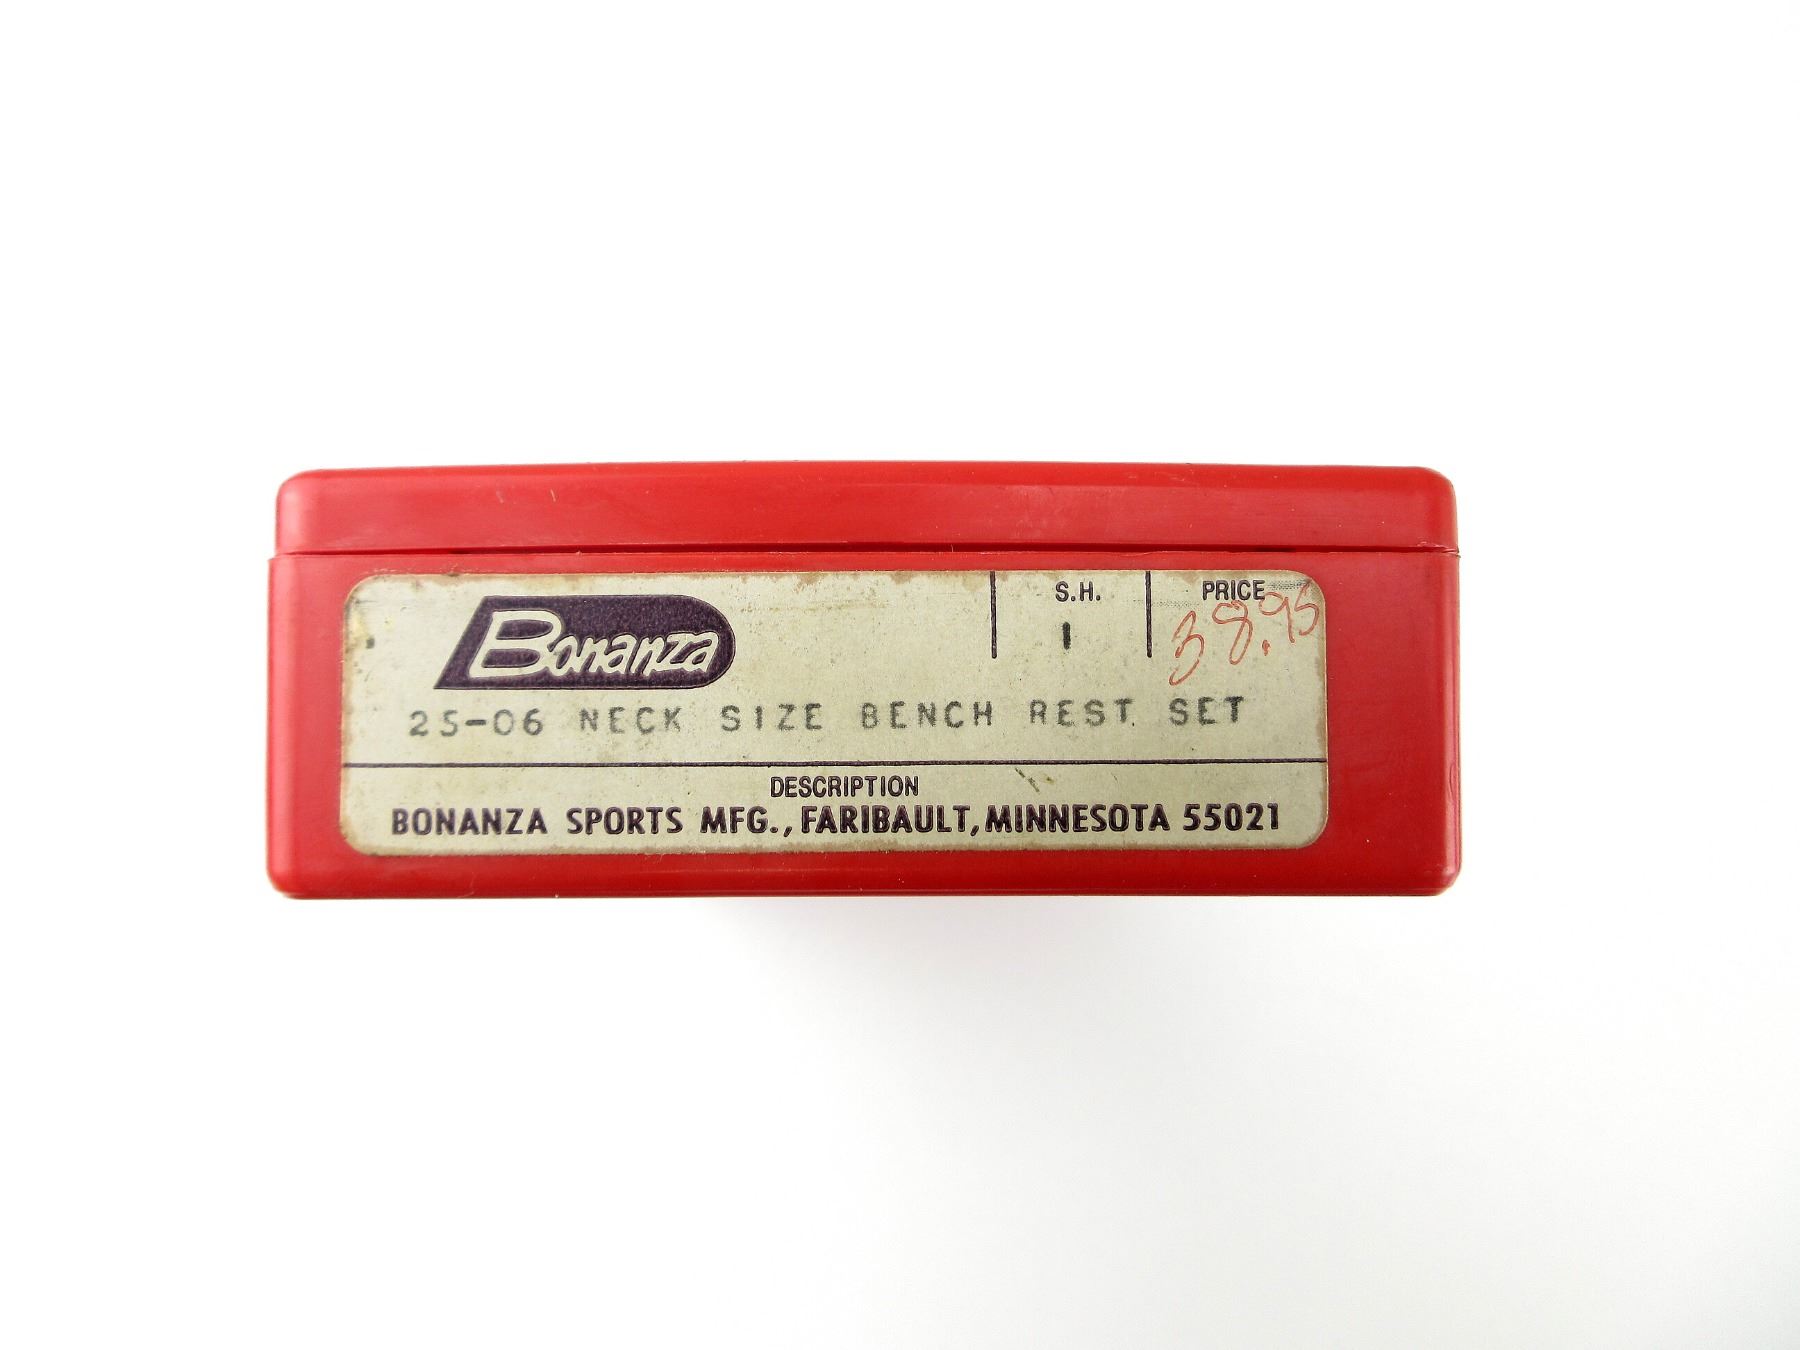 Bonanza
S.H.
PRICE
1
38.95
25-06 NECK SIZE BENCH REST SET
DESCRIPTION
BONANZA SPORTS MFG., FARIBAULT, MINNESOTA 55021